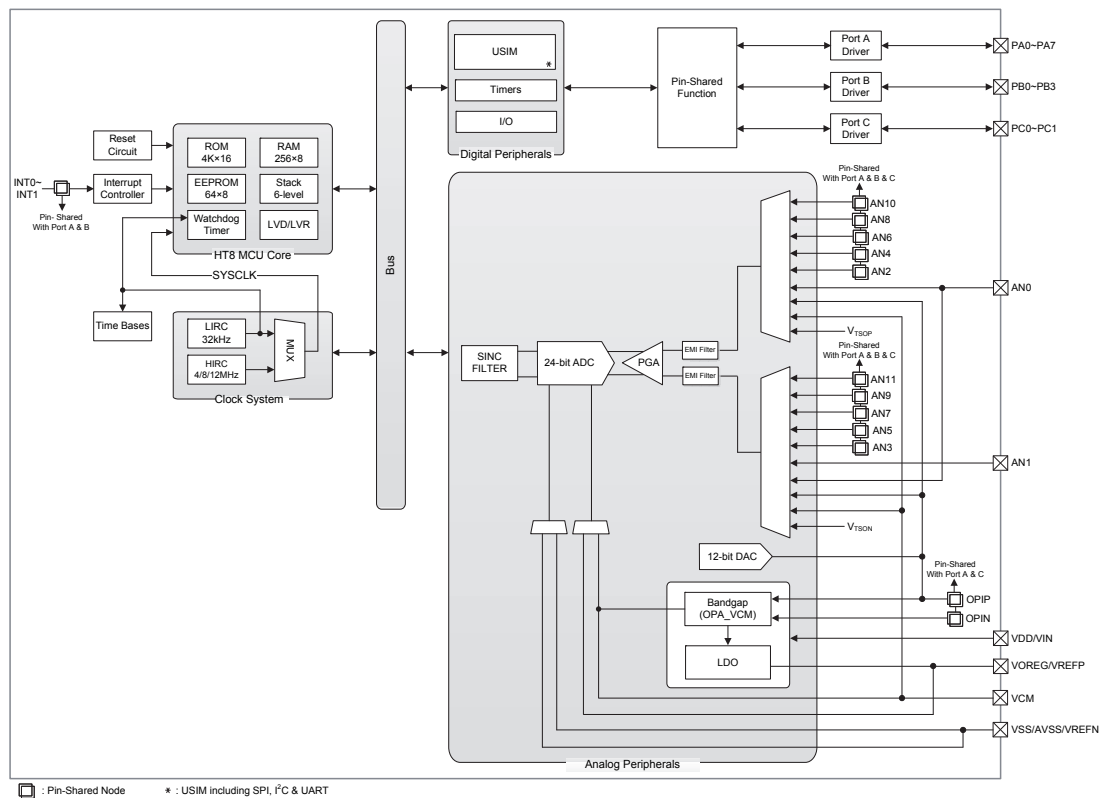 USIM
*
Timers
I/O
Digital Peripherals
Pin-Shared
Function
Port A
Driver
Port B
Driver
Port C
Driver
PA0~PA7
PB0~PB3
PC0~PC1
Reset
Circuit
INT0~
INT1
Pin- Shared
With Port A & B
Interrupt
Controller
ROM
4K×16
RAM
256×8
EEPROM
64×8
Stack
6-level
Watchdog
Timer
LVD/LVR
HT8 MCU Core
SYSCLK
Time Bases
LIRC
32kHz
HIRC
4/8/12MHz
MUX
Clock System
Bus
Pin-Shared
With Port A & B & C
AN10
AN8
AN6
AN4
AN2
AN0
VTSOP
SINC
FILTER
24-bit ADC
PGA
EMI Filter
EMI Filter
Pin-Shared
With Port A & B & C
AN11
AN9
AN7
AN5
AN3
AN1
VTSON
12-bit DAC
Pin-Shared
With Port A & C
OPIP
OPIN
Bandgap
(OPA_VCM)
LDO
VDD/VIN
VOREG/VREFP
VCM
VSS/AVSS/VREFN
Analog Peripherals
: Pin-Shared Node
* : USIM including SPI, I²C & UART